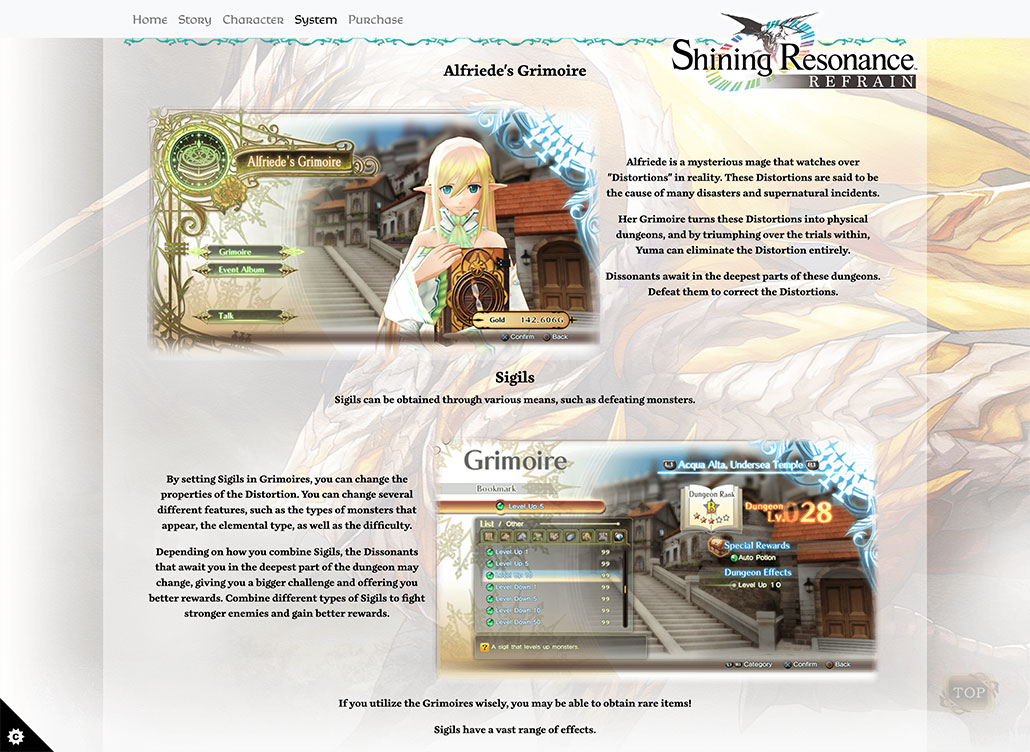 Home Story Character System Purchase
Shining Resonance
REFRAIN
Alfriede's Grimoire
Alfriede's Grimoire
Grimoire
Event Album
Talk
Gold 142,606G
Confirm Back
Alfriede is a mysterious mage that watches over
"Distortions" in reality. These Distortions are said to be
the cause of many disasters and supernatural incidents.
Her Grimoire turns these Distortions into physical
dungeons, and by triumphing over the trials within,
Yuma can eliminate the Distortion entirely.
Dissonants await in the deepest parts of these dungeons.
Defeat them to correct the Distortions.
Sigils
Sigils can be obtained through various means, such as defeating monsters.
By setting Sigils in Grimoires, you can change the
properties of the Distortion. You can change several
different features, such as the types of monsters that
appear, the elemental type, as well as the difficulty.
Depending on how you combine Sigils, the Dissonants
that await you in the deepest part of the dungeon may
change, giving you a bigger challenge and offering you
better rewards. Combine different types of Sigils to fight
stronger enemies and gain better rewards.
Grimoire
Bookmark
Level Up 5
List / Other
Level Up 1 99
Level Up 5 99
Level Up 10 99
Level Down 1 99
Level Down 5 99
Level Down 10 99
Level Down 50 99
A sigil that levels up monsters.
Acqua Alta, Undersea Temple
Dungeon Rank
Dungeon
Lv.028
Special Rewards
Auto Potion
Dungeon Effects
Level Up 10
Category Confirm Back
If you utilize the Grimoires wisely, you may be able to obtain rare items!
Sigils have a vast range of effects.
TOP